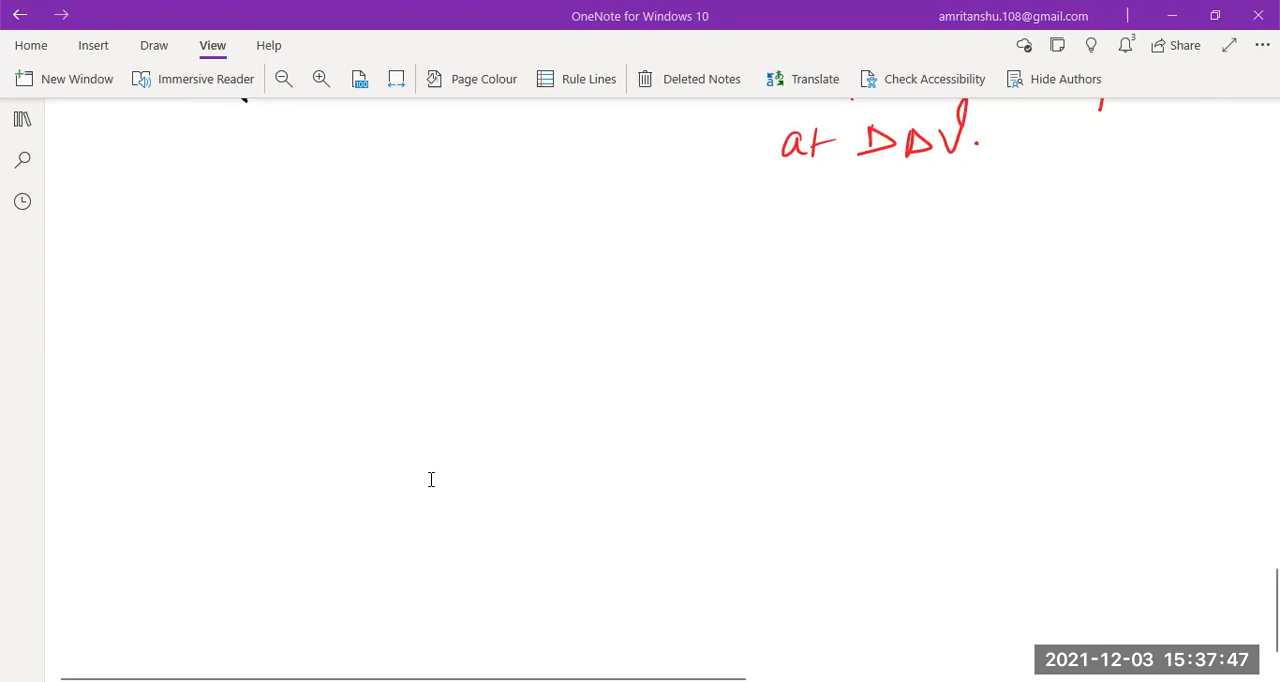 OneNote for Windows 10
amritanshu.108@gmail.com
Home Insert Draw View Help
3
Share
New Window Immersive Reader Page Colour Rule Lines Deleted Notes Translate Check Accessibility Hide Authors
at DDV.
2021-12-03 15:37:47